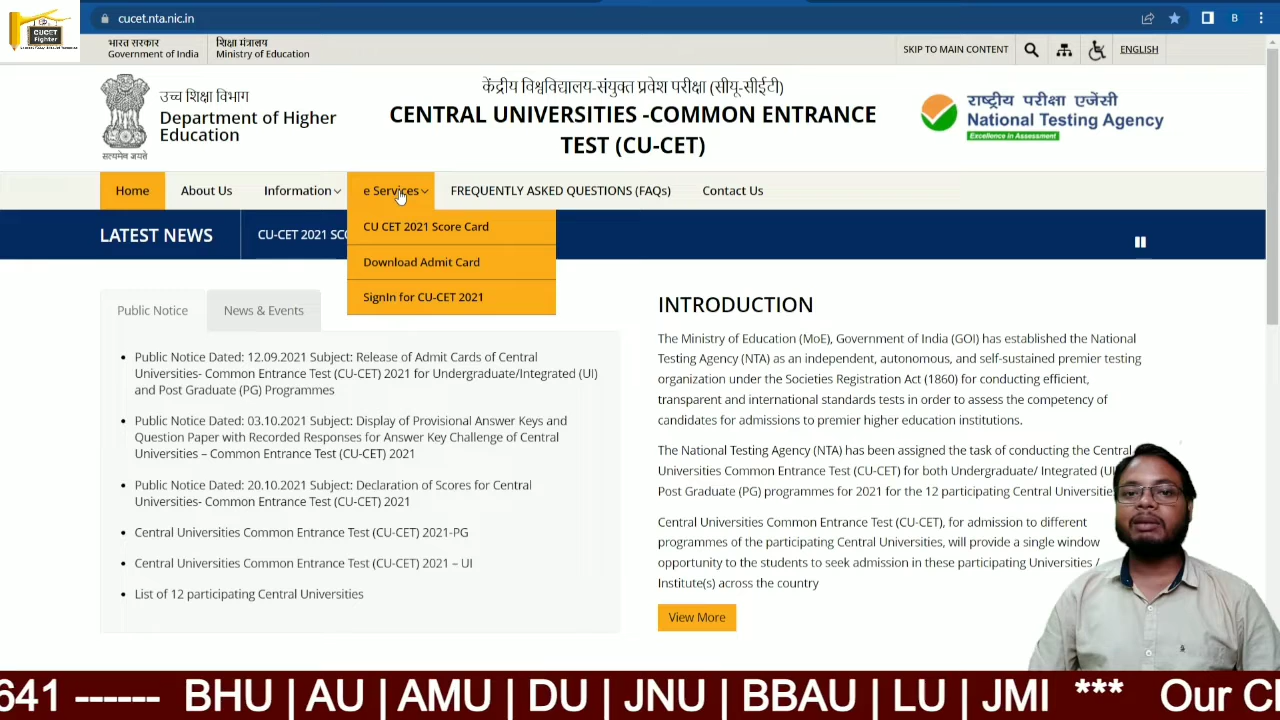 cucet.nta.nic.in
B
CUCET
Fighter
भारत सरकार
Government of India
शिक्षा मंत्रालय
Ministry of Education
SKIP TO MAIN CONTENT
ENGLISH
सत्यमेव जयते
उच्च शिक्षा विभाग
Department of Higher
Education
केंद्रीय विश्वविद्यालय-संयुक्त प्रवेश परीक्षा (सीयू-सीईटी)
CENTRAL UNIVERSITIES -COMMON ENTRANCE
TEST (CU-CET)
राष्ट्रीय परीक्षा एजेंसी
National Testing Agency
Excellence in Assessment
Home
About Us
Information
e Services
FREQUENTLY ASKED QUESTIONS (FAQs)
Contact Us
CU CET 2021 Score Card
Download Admit Card
SignIn for CU-CET 2021
LATEST NEWS
CU-CET 2021 SC
Public Notice
News & Events
Public Notice Dated: 12.09.2021 Subject: Release of Admit Cards of Central
Universities- Common Entrance Test (CU-CET) 2021 for Undergraduate/Integrated (UI)
and Post Graduate (PG) Programmes
Public Notice Dated: 03.10.2021 Subject: Display of Provisional Answer Keys and
Question Paper with Recorded Responses for Answer Key Challenge of Central
Universities – Common Entrance Test (CU-CET) 2021
Public Notice Dated: 20.10.2021 Subject: Declaration of Scores for Central
Universities- Common Entrance Test (CU-CET) 2021
Central Universities Common Entrance Test (CU-CET) 2021-PG
Central Universities Common Entrance Test (CU-CET) 2021 – UI
List of 12 participating Central Universities
INTRODUCTION
The Ministry of Education (MoE), Government of India (GOI) has established the National
Testing Agency (NTA) as an independent, autonomous, and self-sustained premier testing
organization under the Societies Registration Act (1860) for conducting efficient,
transparent and international standards tests in order to assess the competency of
candidates for admissions to premier higher education institutions.
The National Testing Agency (NTA) has been assigned the task of conducting the Central
Universities Common Entrance Test (CU-CET) for both Undergraduate/ Integrated (UI
Post Graduate (PG) programmes for 2021 for the 12 participating Central Universitie
Central Universities Common Entrance Test (CU-CET), for admission to different
programmes of the participating Central Universities, will provide a single window
opportunity to the students to seek admission in these participating Universities /
Institute(s) across the country
View More
641 ------ BHU | AU | AMU | DU | JNU | BBAU | LU | JMI *** Our C